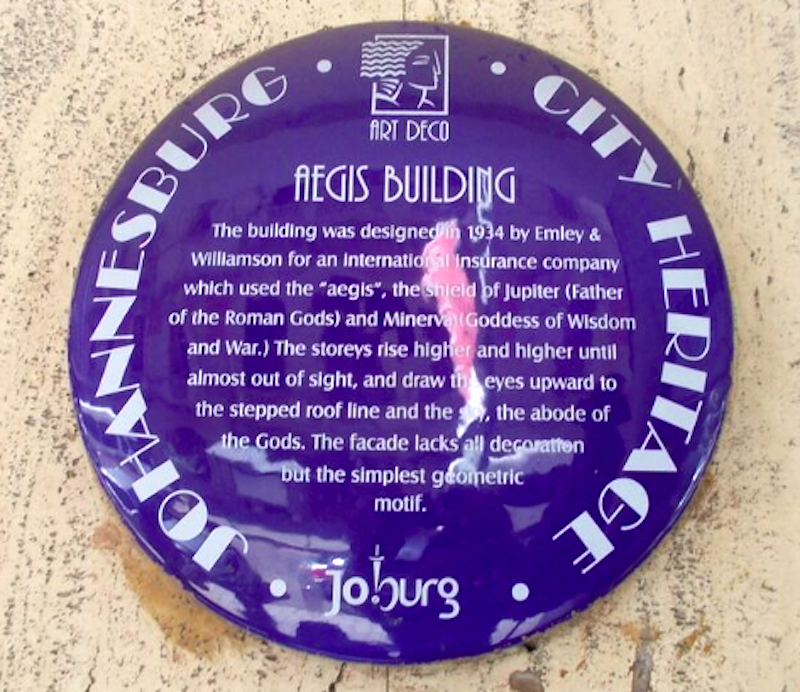 ART DECO
JOHANNESBURG • CITY HERITAGE
AEGIS BUILDING
The building was designed in 1934 by Emley &
Williamson for an international insurance company
which used the "aegis", the shield of Jupiter (Father
of the Roman Gods) and Minerva (Goddess of Wisdom
and War.) The storeys rise higher and higher until
almost out of sight, and draw the eyes upward to
the stepped roof line and the sky, the abode of
the Gods. The facade lacks all decoration
but the simplest geometric
motif.
Joburg